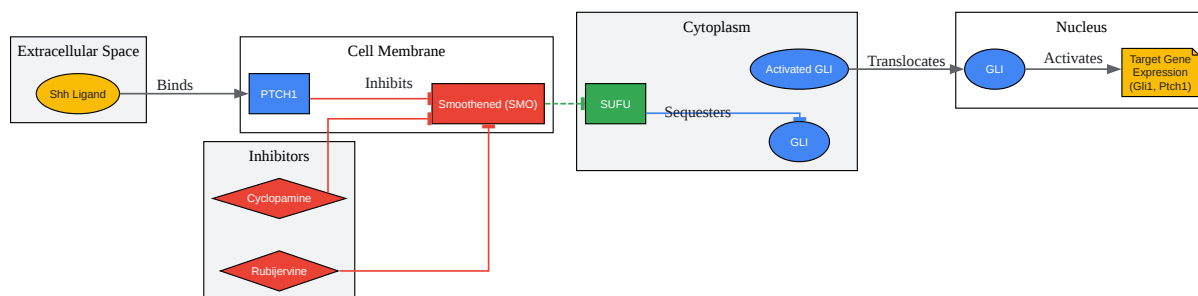 Extracellular Space
Shh Ligand
Binds
Cell Membrane
PTCH1
Inhibits
Smoothened (SMO)
Inhibitors
Cyclopamine
Rubijervine
Cytoplasm
Activated GLI
SUFU
Sequesters
GLI
Translocates
Nucleus
GLI
Activates
Target Gene
Expression
(Gli1, Ptch1)